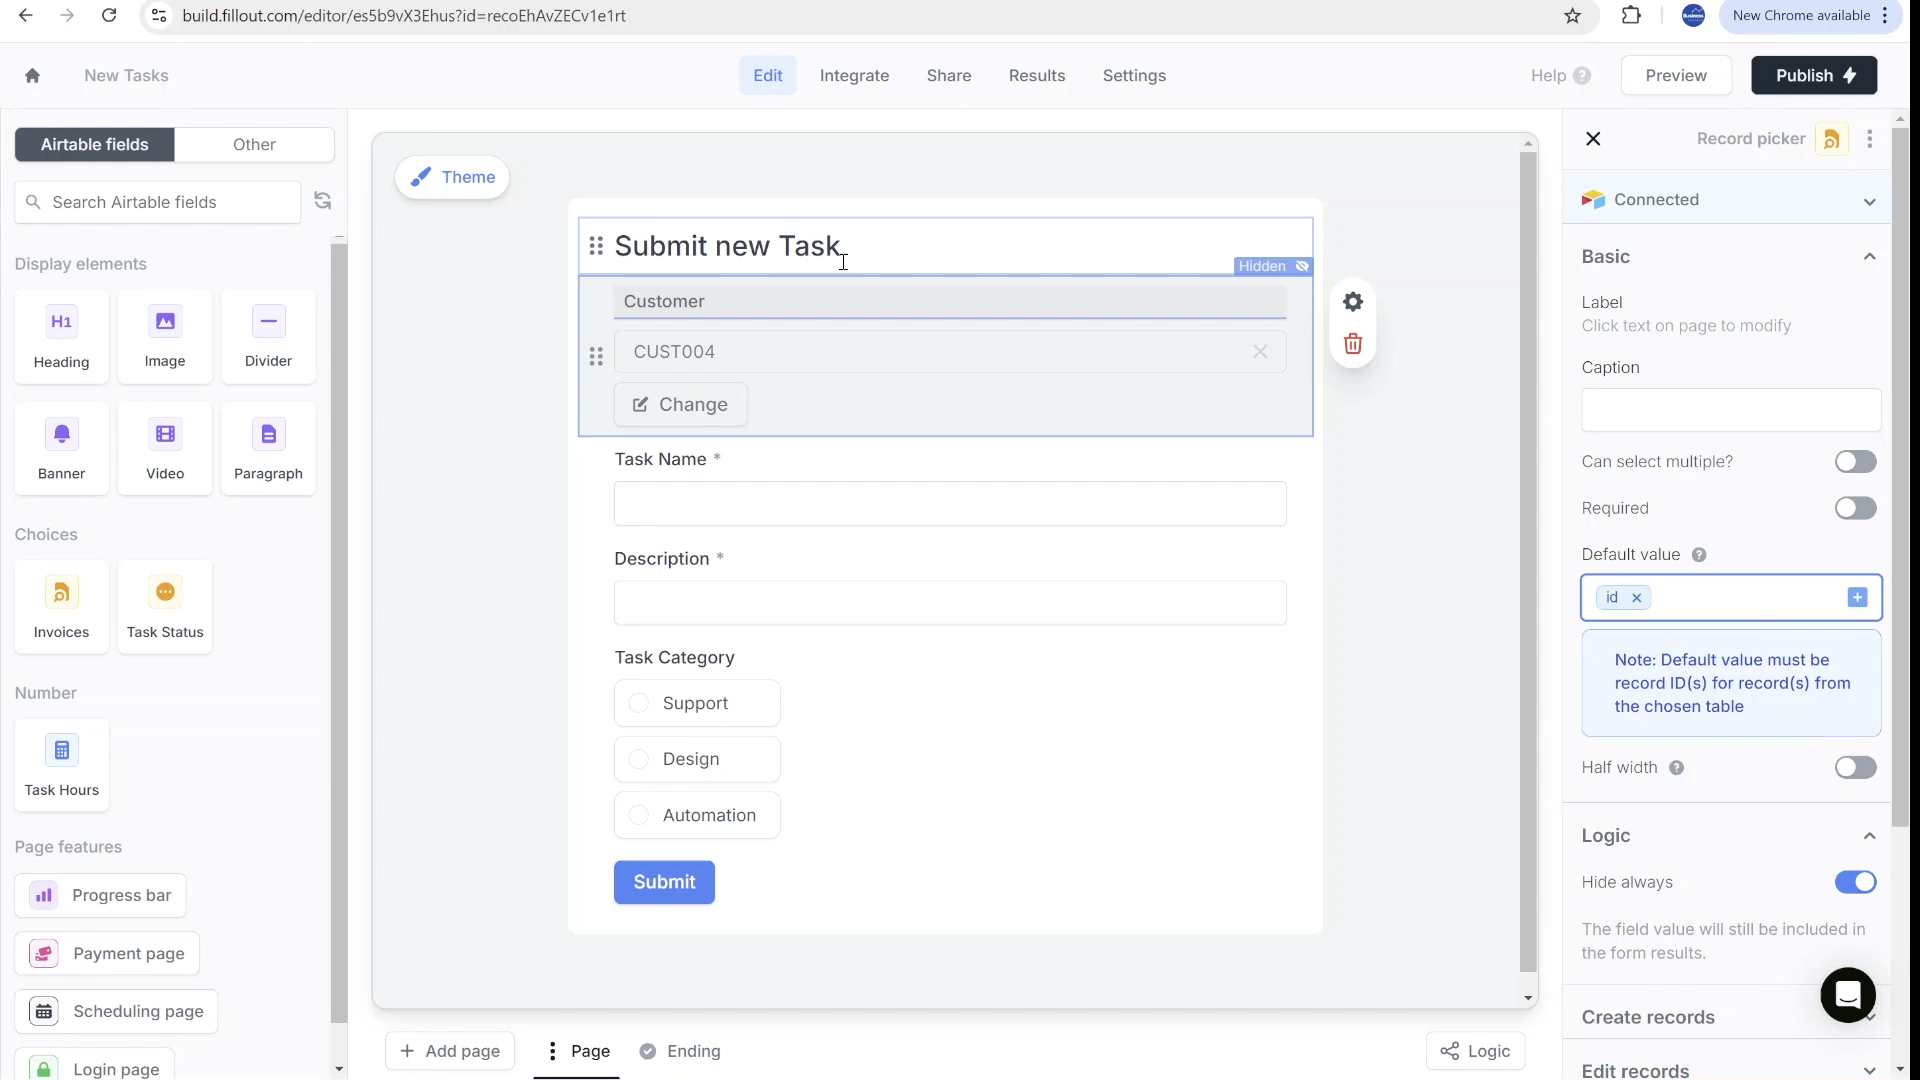 build.fillout.com/editor/es5b9vX3Ehus?id=recoEhAvZECv1e1rt
New Chrome available
New Tasks
Edit
Integrate
Share
Results
Settings
Help ?
Preview
Publish
Airtable fields
Other
Search Airtable fields
Display elements
H1
Heading
Image
Divider
Banner
Video
Paragraph
Choices
Invoices
Task Status
Number
Task Hours
Page features
Progress bar
Payment page
Scheduling page
Login page
Theme
Submit new Task
Hidden
Customer
CUST004
Change
Task Name *
Description *
Task Category
Support
Design
Automation
Submit
+ Add page
Page
Ending
Logic
Record picker
Connected
Basic
Label
Click text on page to modify
Caption
Can select multiple?
Required
Default value ?
id ×
Note: Default value must be
record ID(s) for record(s) from
the chosen table
Half width ?
Logic
Hide always
The field value will still be included in
the form results.
Create records
Edit records